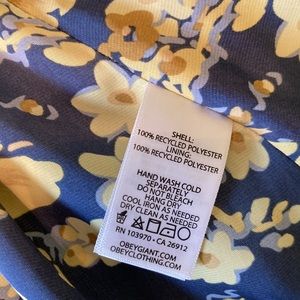 SHELL:
100% RECYCLED POLYESTER
LINING:
100% RECYCLED POLYESTER
HAND WASH COLD
SEPARATELY
DO NOT BLEACH
HANG DRY
COOL IRON AS NEEDED
DRY CLEAN AS NEEDED
RN 103970 - CA 26912
OBEYGIANT.COM
OBEYCLOTHING.COM